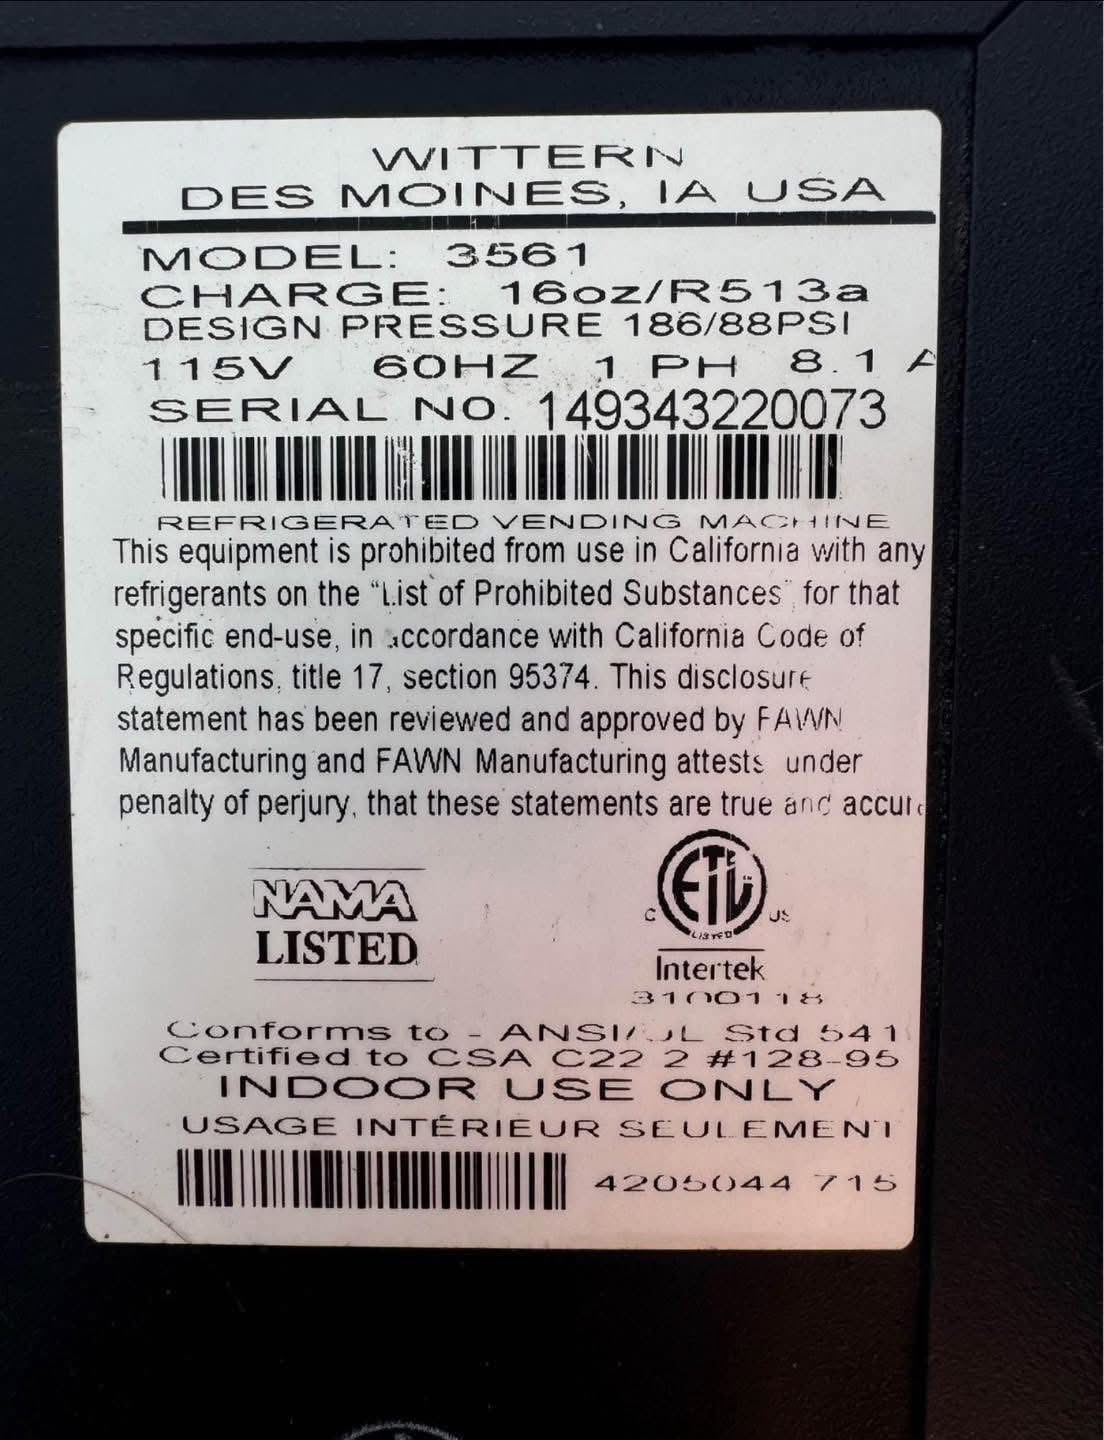 WITTERN
DES MOINES, IA USA
MODEL: 3561
CHARGE: 16oz/R513a
DESIGN PRESSURE 186/88PSI
115V 60HZ 1 PH 8.1 A
SERIAL NO. 149343220073
REFRIGERATED VENDING MACHINE
This equipment is prohibited from use in California with any
refrigerants on the "List of Prohibited Substances" for that
specific end-use, in accordance with California Code of
Regulations, title 17, section 95374. This disclosure
statement has been reviewed and approved by FAWN
Manufacturing and FAWN Manufacturing attests under
penalty of perjury, that these statements are true and
NAMA
LISTED
C ETL US
LISTED
Intertek
3100118
Conforms to - ANSI/UL Std 541
Certified to CSA C22 2 #128-95
INDOOR USE ONLY
USAGE INTÉRIEUR SEULEMENT
4205044 715